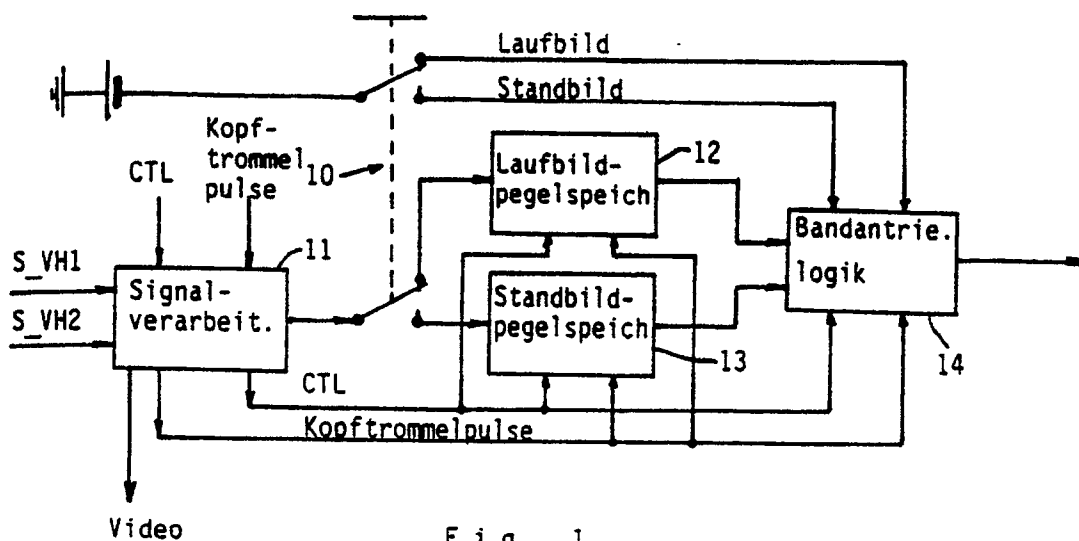 Laufbild
Standbild
Kopf-
trommel
pulse
CTL
10
Laufbild-
pegelspeich
12
S_VH1
S_VH2
11
Signal-
verarbeit.
Standbild-
pegelspeich
13
Bandantrie.
logik
14
CTL
Kopftrommelpulse
Video
Fig. 1